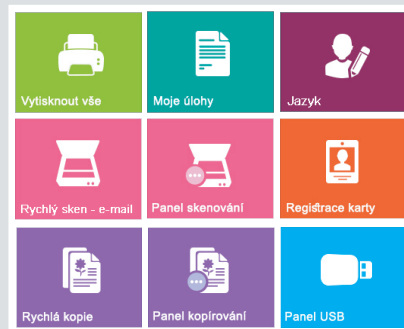 Vytisknout vše
Moje úlohy
Jazyk
Rychlý sken - e-mail
Panel skenování
Registrace karty
Rychlá kopie
Panel kopírování
Panel USB